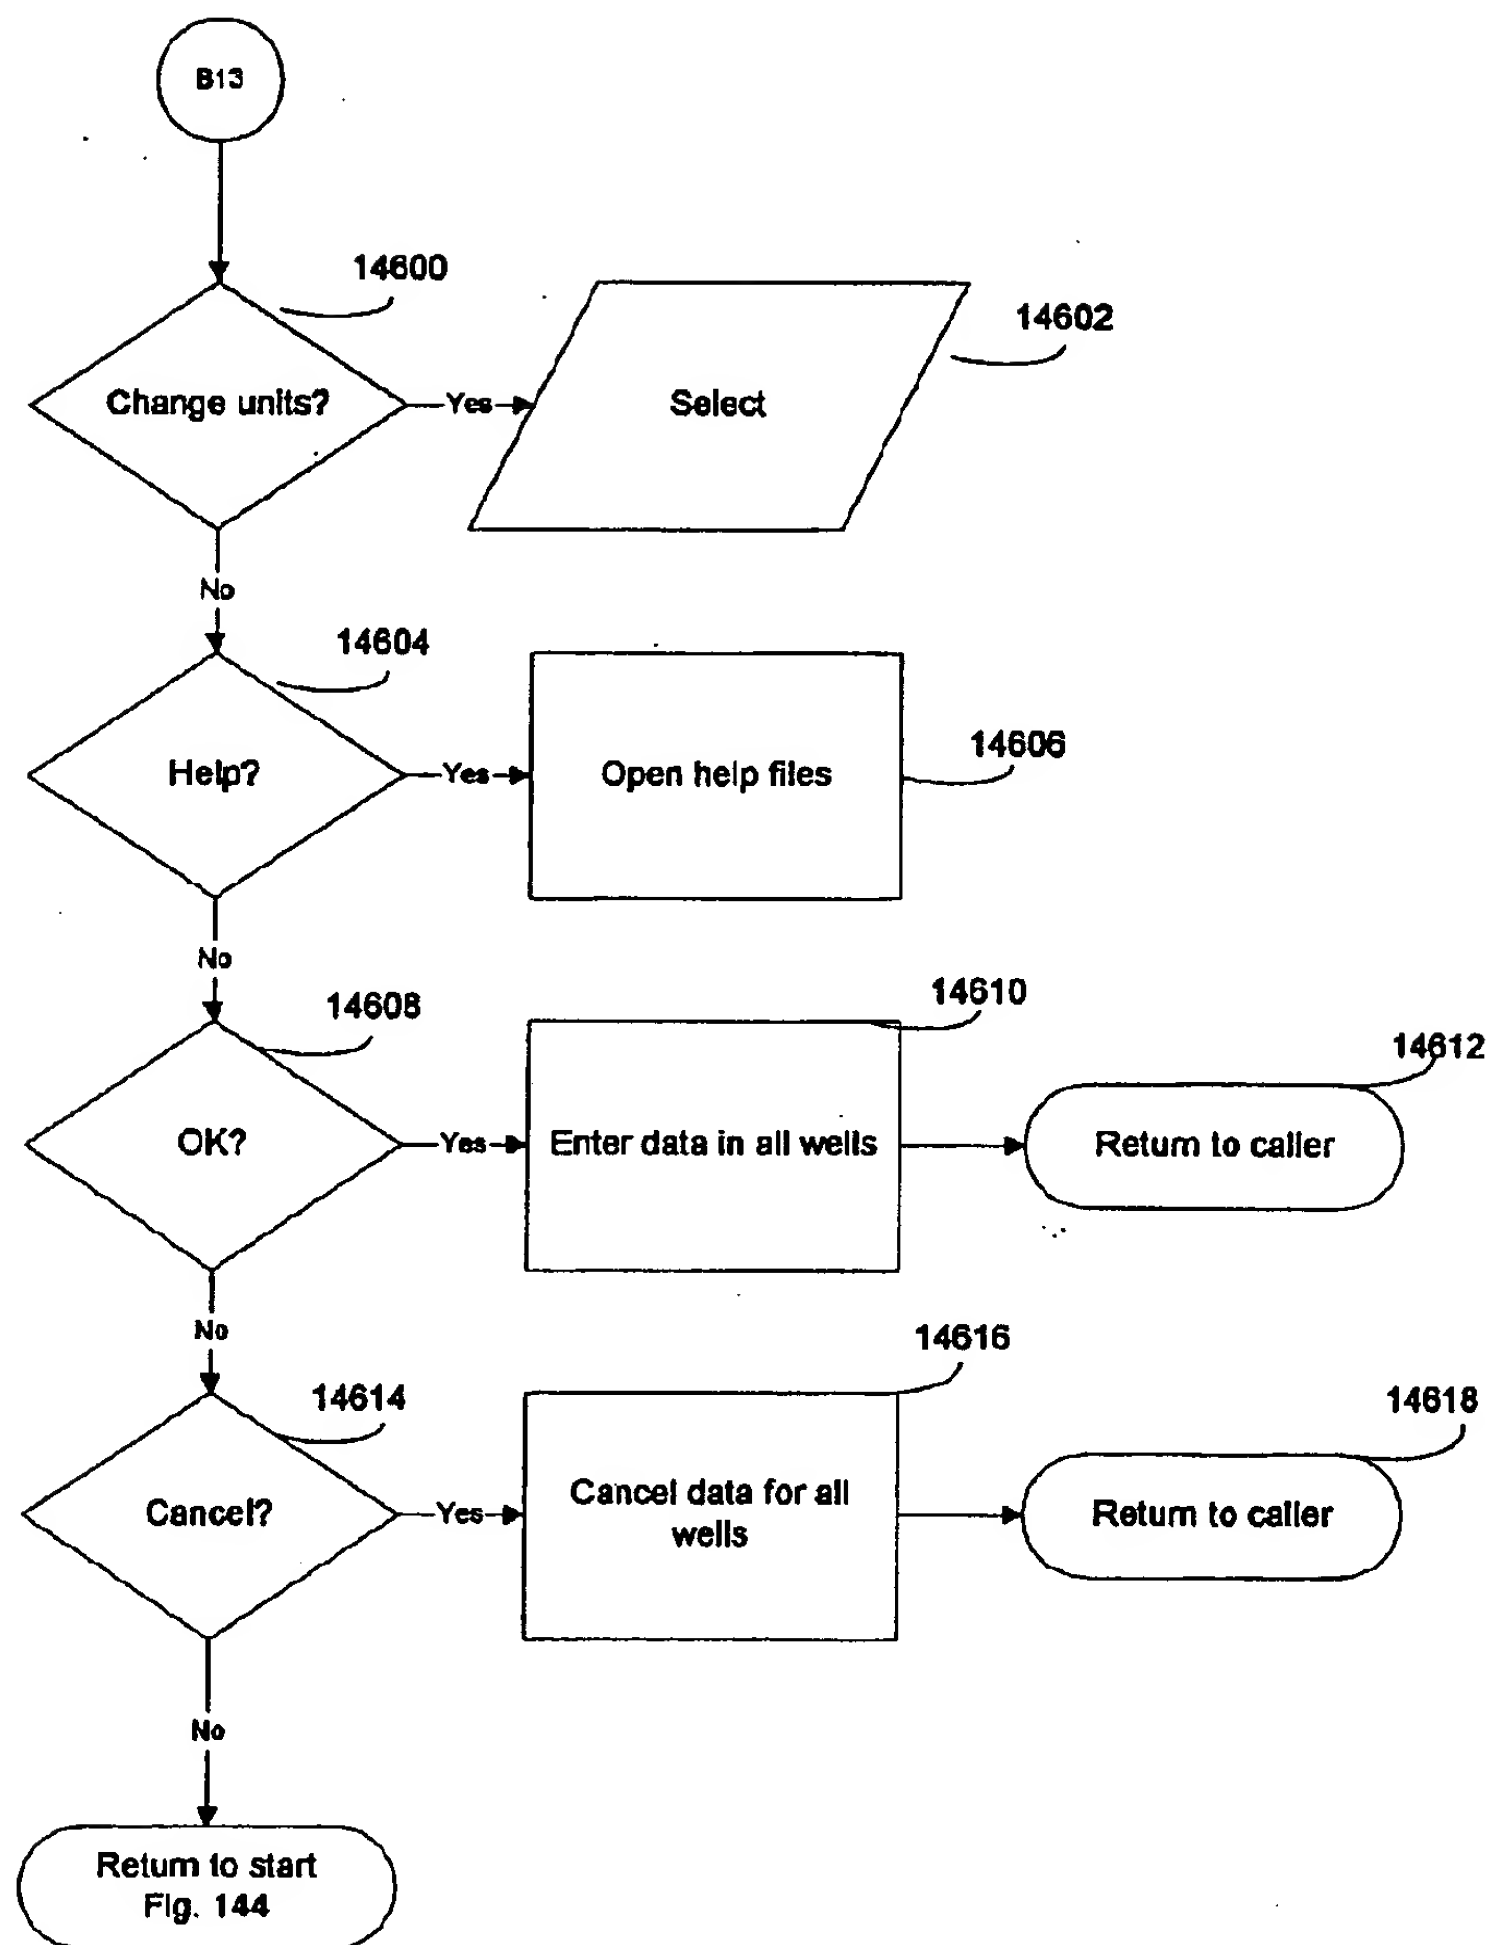 B13
14600
14602
Change units?
Yes
Select
No
14604
14606
Help?
Yes
Open help files
No
14608
14610
14612
OK?
Yes
Enter data in all wells
Return to caller
No
14614
14616
14618
Cancel?
Yes
Cancel data for all
wells
Return to caller
No
Return to start
Fig. 144